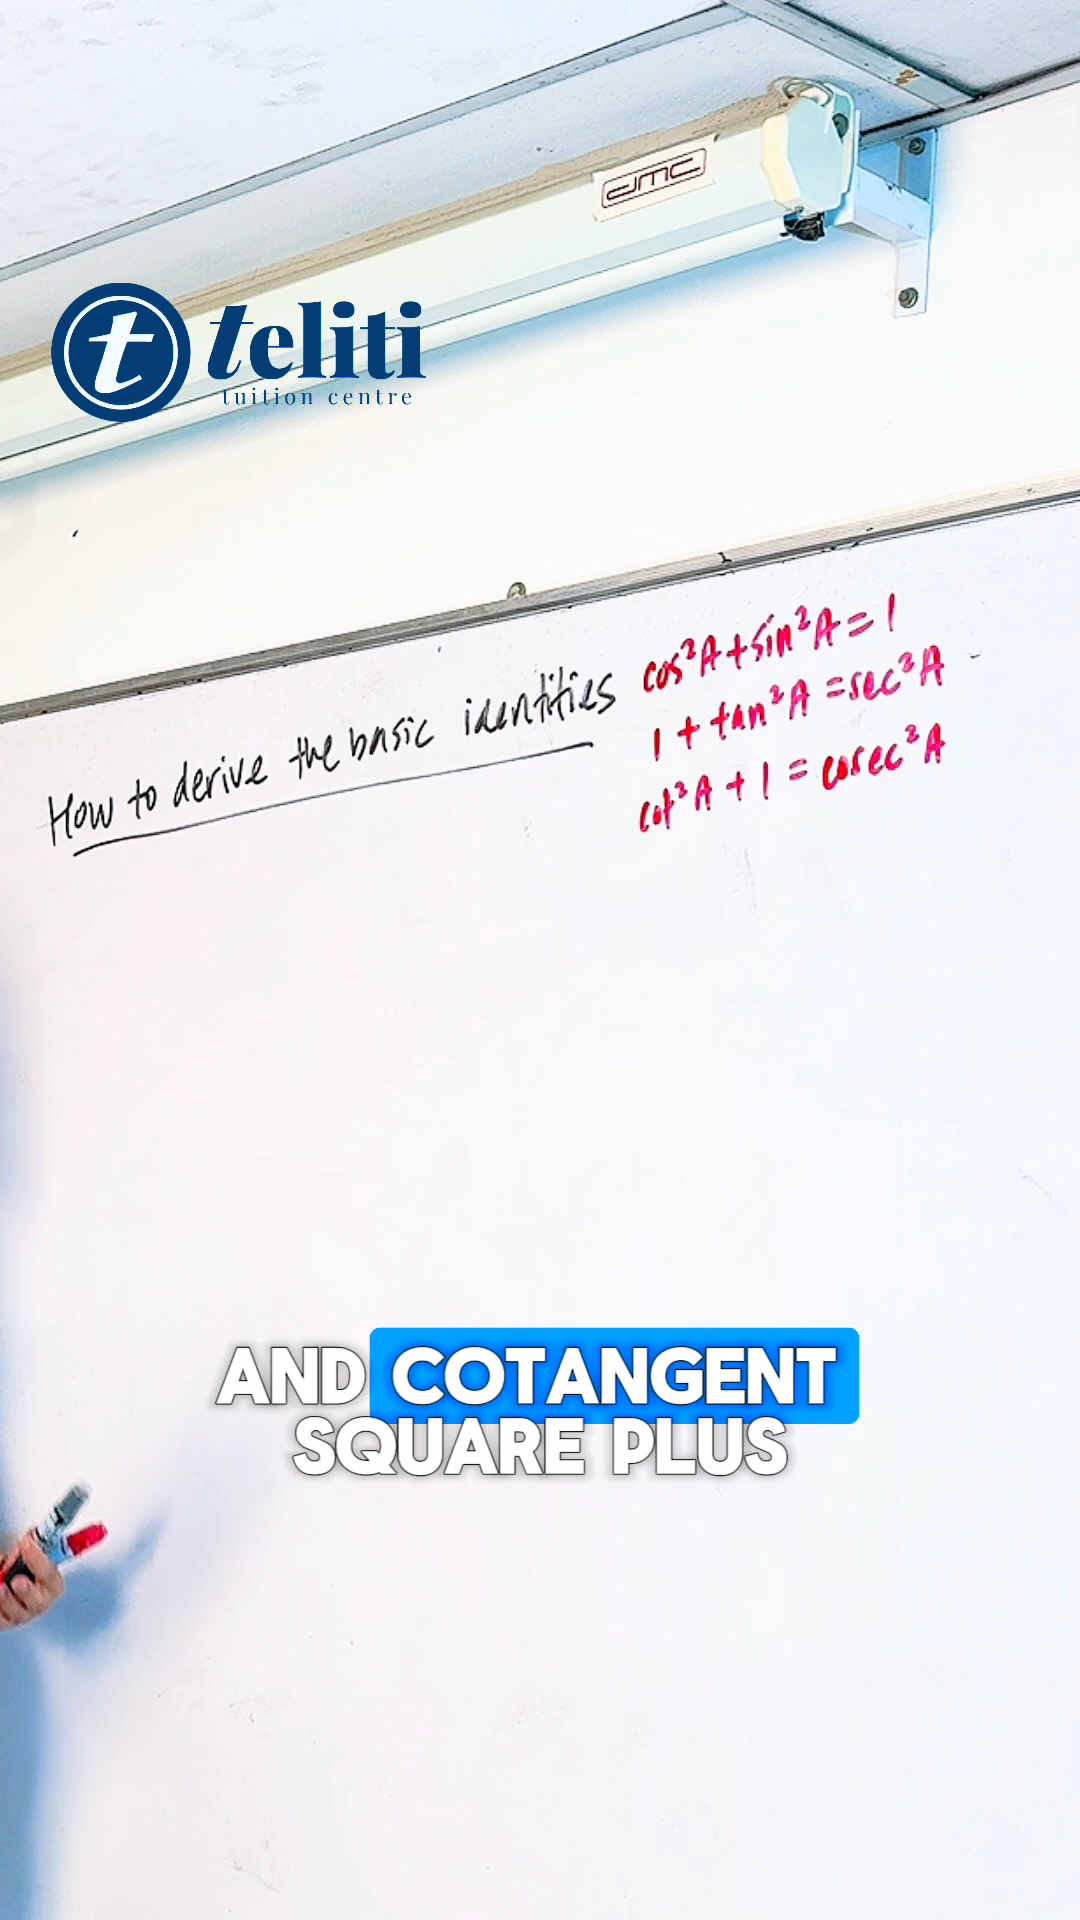 dmc
t teliti
tuition centre
How to derive the basic identities
cos²A + sin²A = 1
1 + tan²A = sec²A
cot²A + 1 = cosec²A
AND COTANGENT
SQUARE PLUS